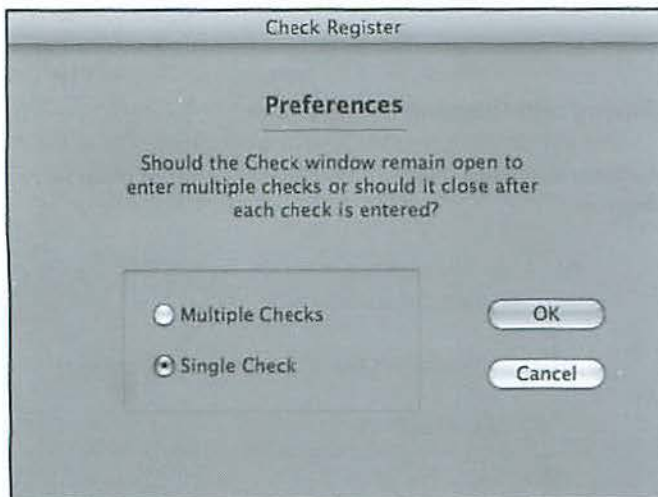 Check Register
Preferences
Should the Check window remain open to
enter multiple checks or should it close after
each check is entered?
Multiple Checks
OK
Single Check
Cancel